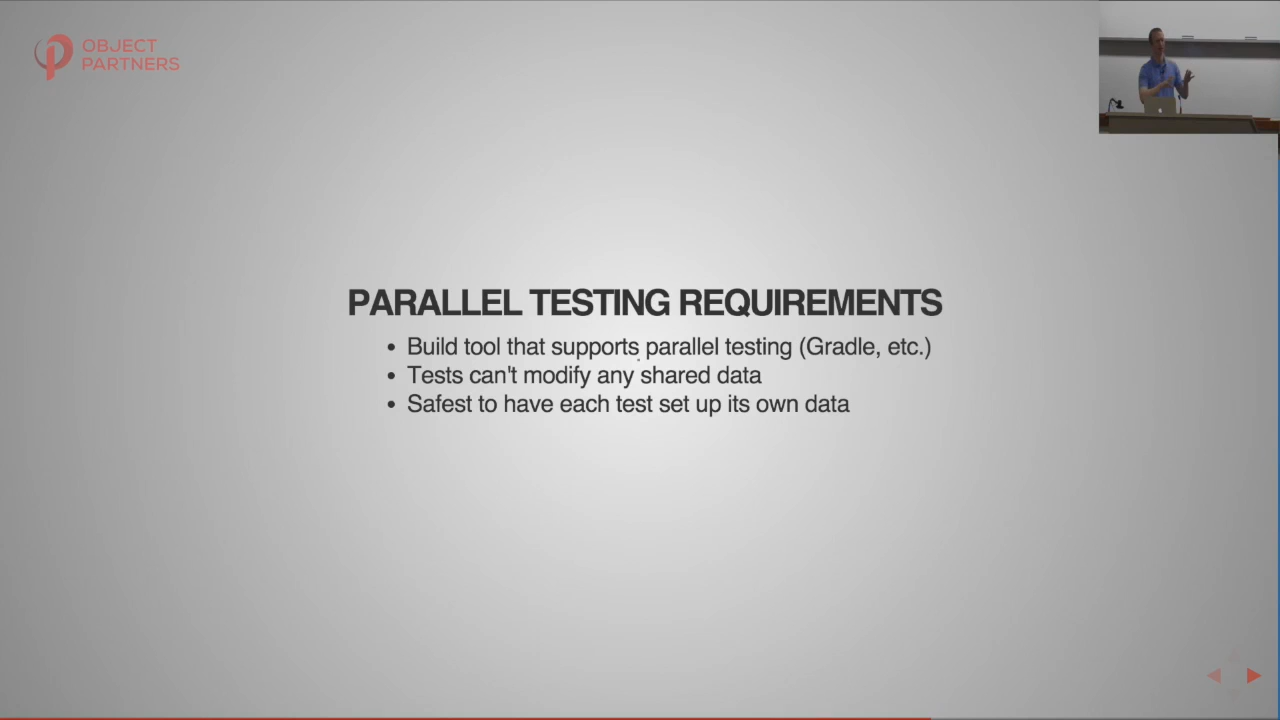 OBJECT
PARTNERS
PARALLEL TESTING REQUIREMENTS
• Build tool that supports parallel testing (Gradle, etc.)
• Tests can't modify any shared data
• Safest to have each test set up its own data